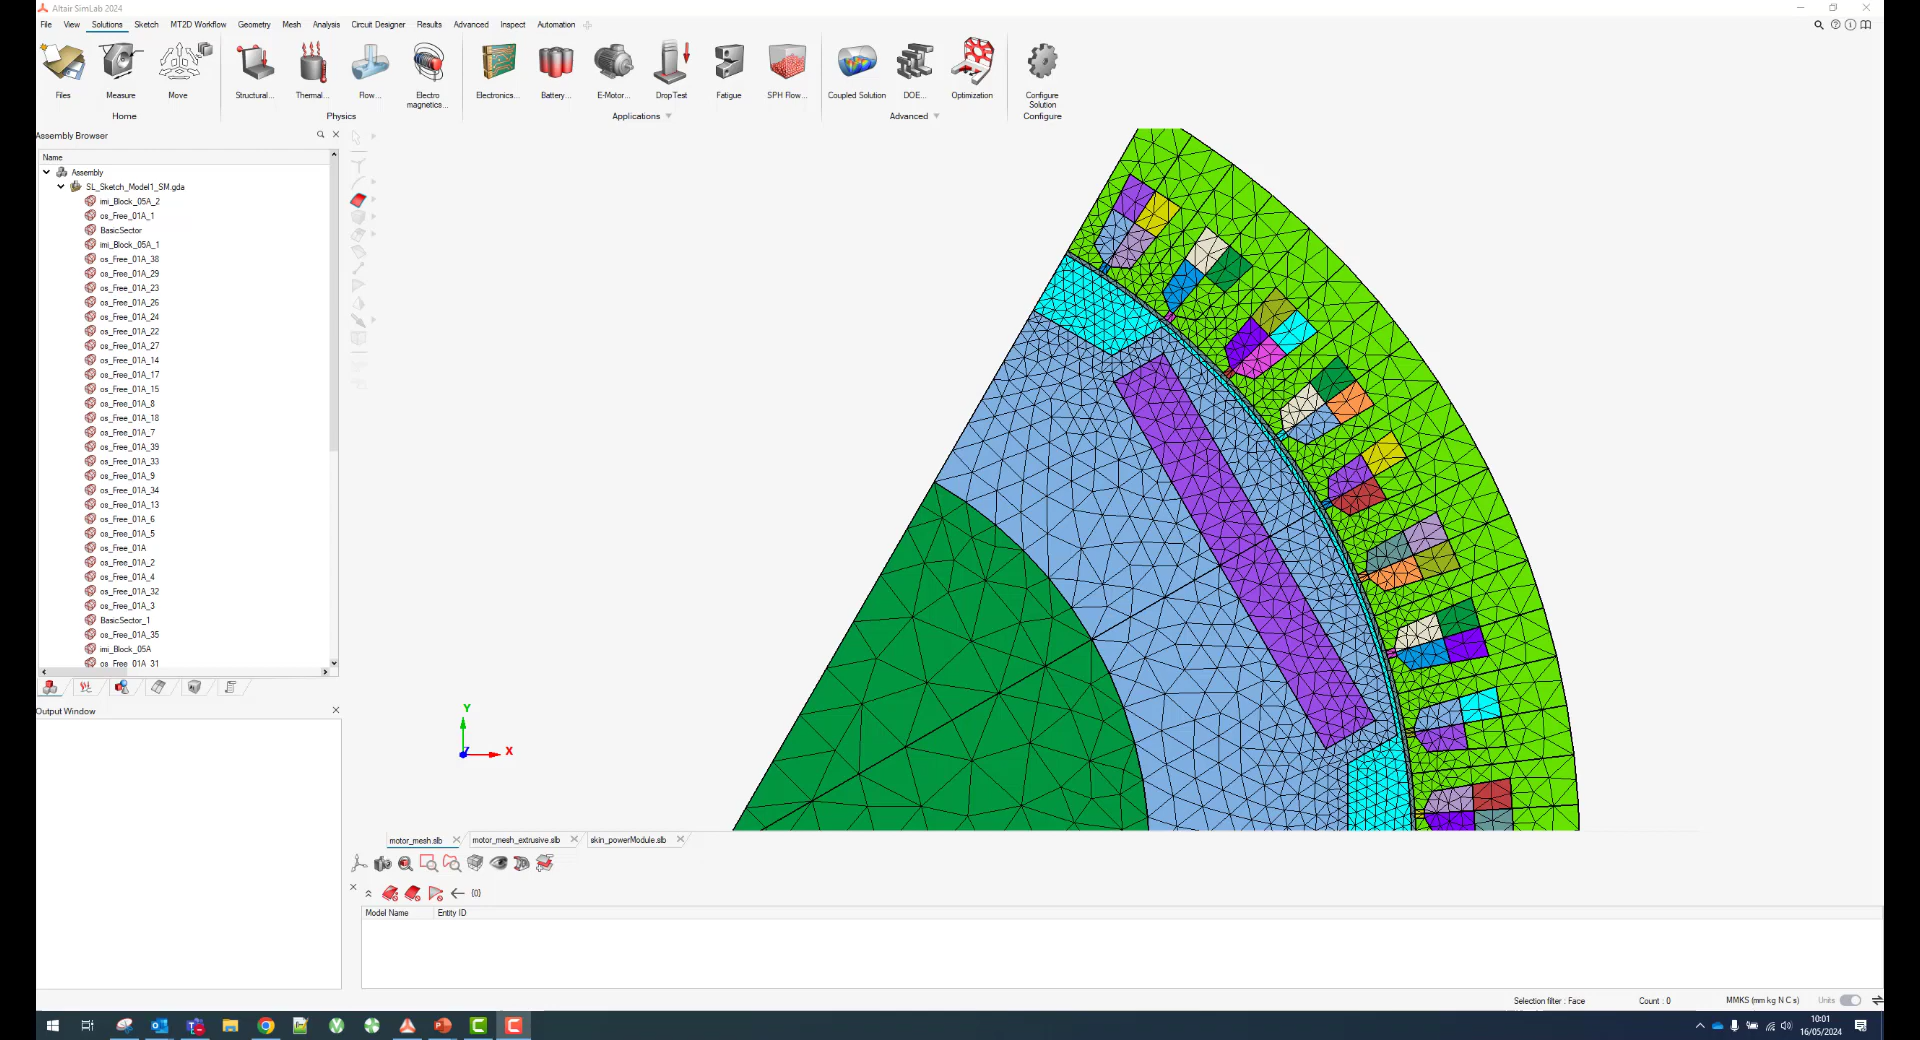 Altair SimLab 2024
File View Solutions Sketch MT2D Workflow Geometry Mesh Analysis Circuit Designer Results Advanced Inspect Automation
Files Measure Move Structural... Thermal... Flow... Electro magnetics... Electronics... Battery... E-Motor... Drop Test Fatigue SPH Flow... Coupled Solution DOE... Optimization Configure Solution
Home Physics Applications Advanced Configure
Assembly Browser
Name
Assembly
SL_Sketch_Model1_SM.gda
imi_Block_05A_2
os_Free_01A_1
BasicSector
imi_Block_05A_1
os_Free_01A_38
os_Free_01A_29
os_Free_01A_23
os_Free_01A_26
os_Free_01A_24
os_Free_01A_22
os_Free_01A_27
os_Free_01A_14
os_Free_01A_17
os_Free_01A_15
os_Free_01A_8
os_Free_01A_18
os_Free_01A_7
os_Free_01A_39
os_Free_01A_33
os_Free_01A_9
os_Free_01A_34
os_Free_01A_13
os_Free_01A_6
os_Free_01A_5
os_Free_01A
os_Free_01A_2
os_Free_01A_4
os_Free_01A_32
os_Free_01A_3
BasicSector_1
os_Free_01A_35
imi_Block_05A
os_Free_01A_31
Output Window
Y
Z
X
motor_mesh.slb motor_mesh_extrusive.slb skin_powerModule.slb
(0)
Model Name Entity ID
Selection filter : Face Count : 0 MMKS (mm kg N C s) Units
10:01
16/05/2024